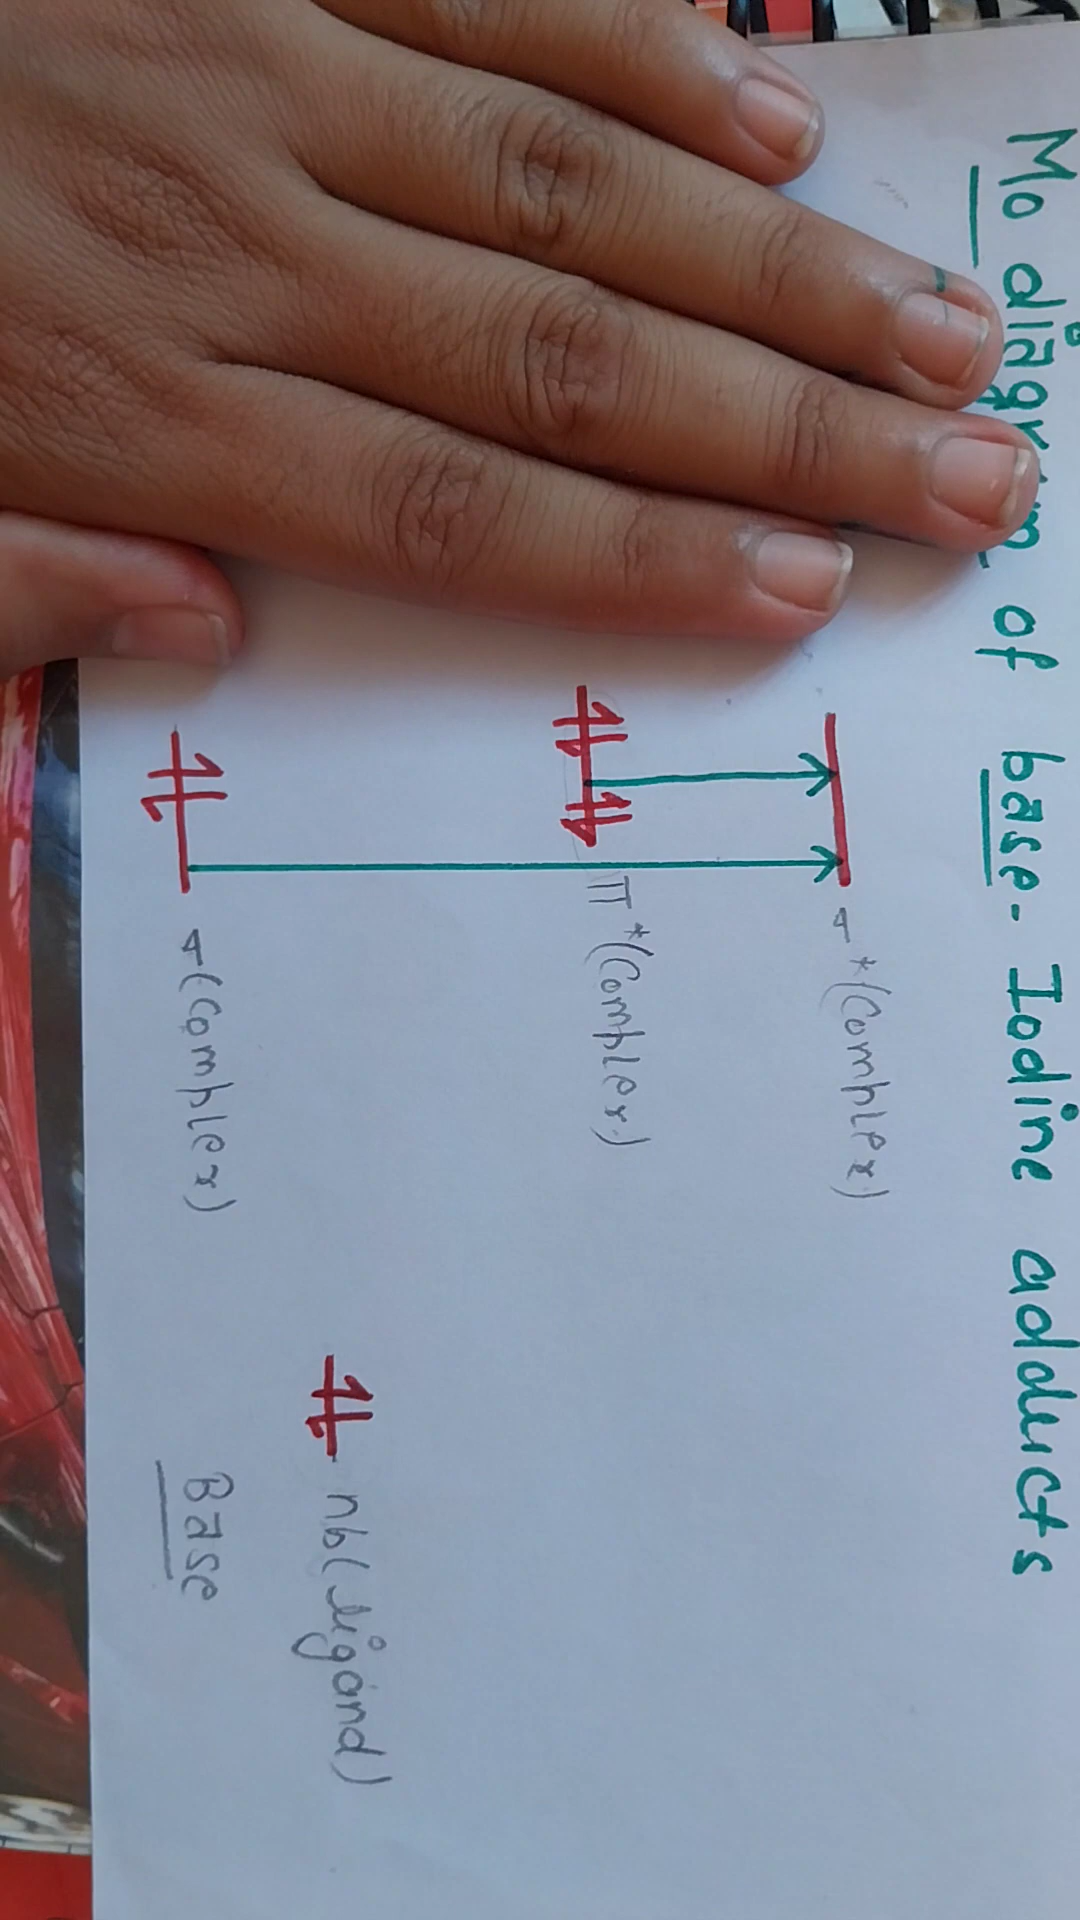 Mo diagram of base-Iodine adducts
σ*(Complex)
π*(Complex)
nb(ligand)
σ(Complex)
Base